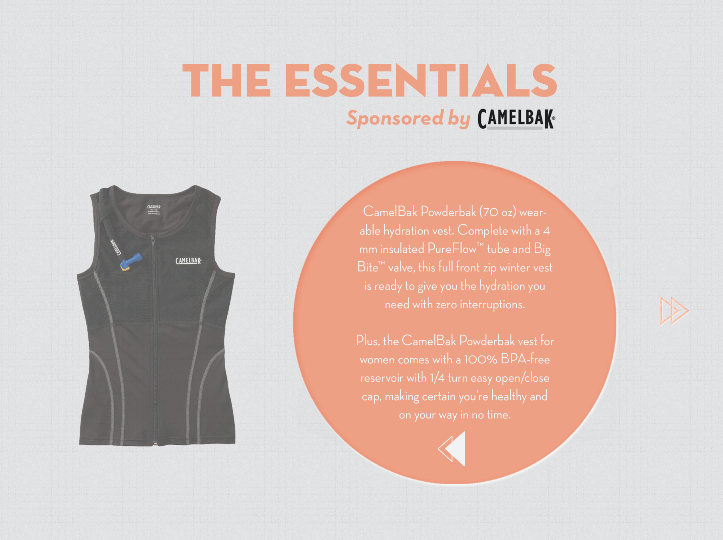 THE ESSENTIALS
Sponsored by CAMELBAK®
CamelBak Powderbak (70 oz) wear-
able hydration vest. Complete with a 4
mm insulated PureFlow™ tube and Big
Bite™ valve, this full front zip winter vest
is ready to give you the hydration you
need with zero interruptions.
Plus, the CamelBak Powderbak vest for
women comes with a 100% BPA-free
reservoir with 1/4 turn easy open/close
cap, making certain you're healthy and
on your way in no time.
CAMELBAK
CAMELBAK